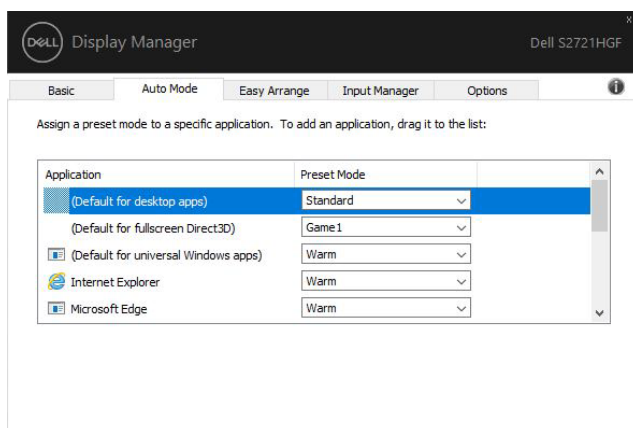 DELL Display Manager Dell S2721HGF
Basic Auto Mode Easy Arrange Input Manager Options
Assign a preset mode to a specific application. To add an application, drag it to the list:
Application Preset Mode
(Default for desktop apps) Standard
(Default for fullscreen Direct3D) Game1
(Default for universal Windows apps) Warm
Internet Explorer Warm
Microsoft Edge Warm